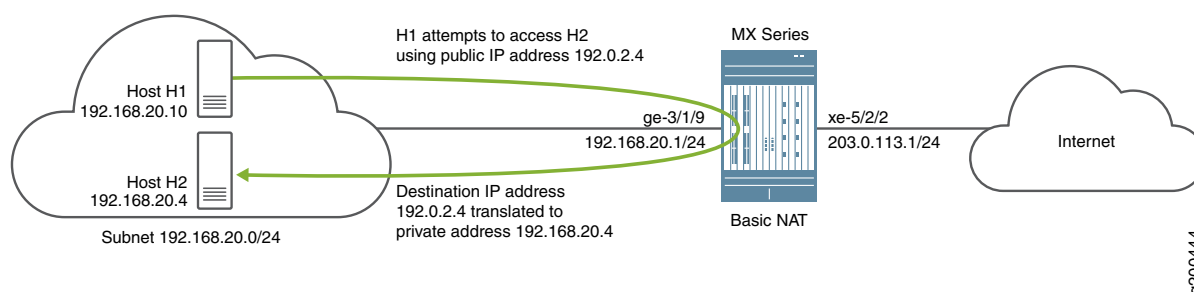 H1 attempts to access H2
using public IP address 192.0.2.4
MX Series
Host H1
192.168.20.10
ge-3/1/9
192.168.20.1/24
xe-5/2/2
203.0.113.1/24
Internet
Host H2
192.168.20.4
Destination IP address
192.0.2.4 translated to
private address 192.168.20.4
Basic NAT
Subnet 192.168.20.0/24